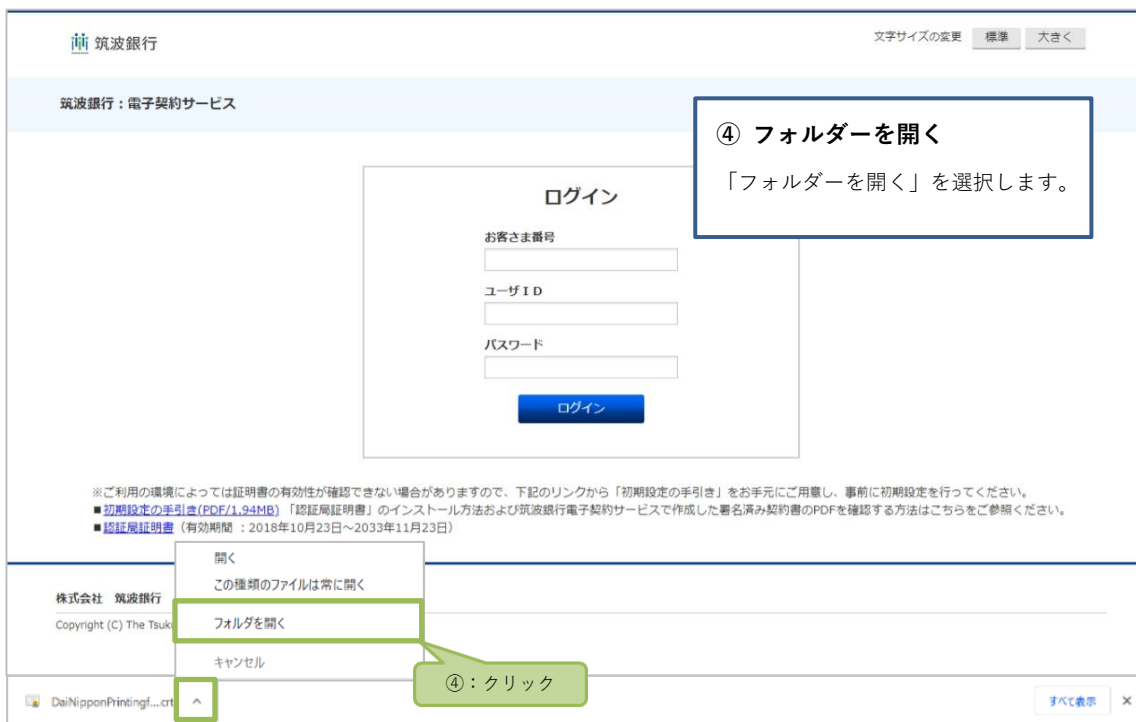 筑波銀行
文字サイズの変更 標準 大きく
筑波銀行:電子契約サービス
④ フォルダーを開く
「フォルダーを開く」を選択します。
ログイン
お客さま番号
ユーザID
パスワード
ログイン
※ご利用の環境によっては証明書の有効性が確認できない場合がありますので、下記のリンクから「初期設定の手引き」をお手元にご用意し、事前に初期設定を行ってください。
■初期設定の手引き(PDF/1.94MB) 「認証局証明書」のインストール方法および筑波銀行電子契約サービスで作成した署名済み契約書のPDFを確認する方法はこちらをご参照ください。
■認証局証明書(有効期間 :2018年10月23日~2033年11月23日)
開く
この種類のファイルは常に開く
フォルダを開く
キャンセル
株式会社 筑波銀行
Copyright (C) The Tsuk
④:クリック
DaiNipponPrintingf...crt
すべて表示